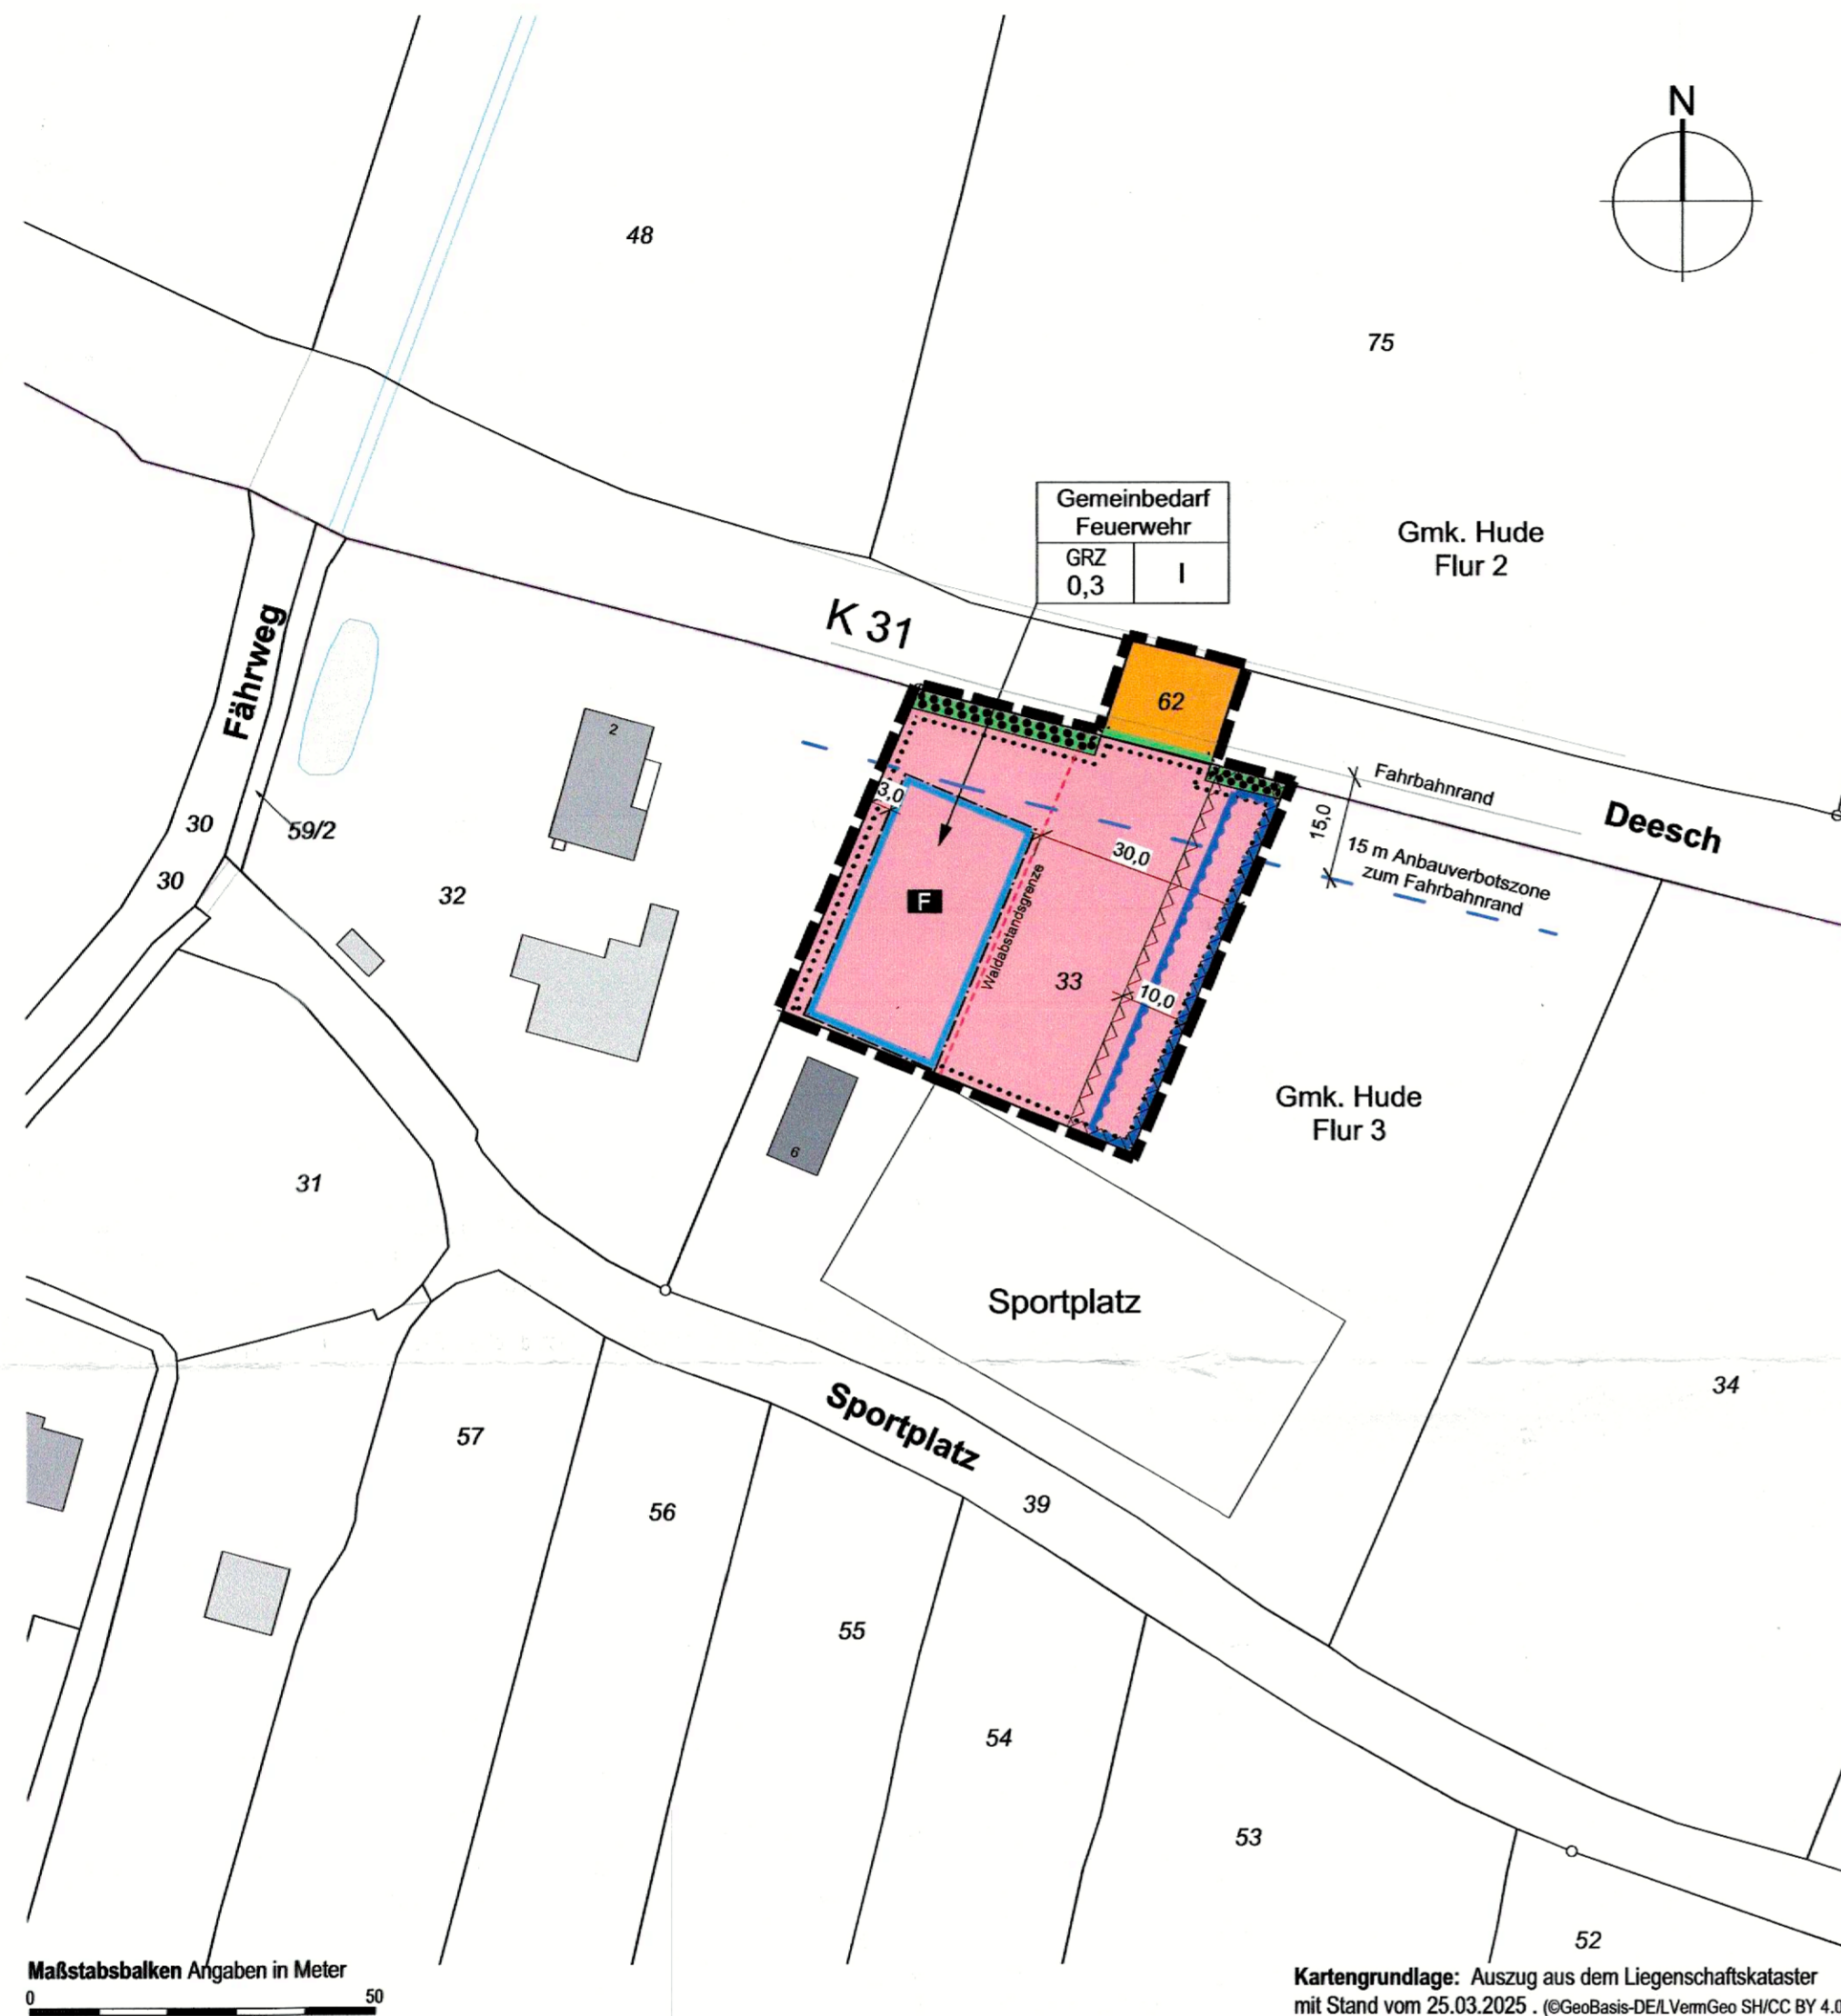 N
48
75
Gemeinbedarf
Feuerwehr
GRZ
0,3
I
Gmk. Hude
Flur 2
K 31
Fährweg
62
2
Fahrbahnrand
Deesch
15,0
15 m Anbauverbotszone
zum Fahrbahnrand
3,0
30,0
30
59/2
30
32
F
Waldabstandsgrenze
33
10,0
Gmk. Hude
Flur 3
6
31
Sportplatz
34
Sportplatz
57
39
56
55
54
53
52
Maßstabsbalken Angaben in Meter
0 50
Kartengrundlage: Auszug aus dem Liegenschaftskataster
mit Stand vom 25.03.2025 . (©GeoBasis-DE/LVermGeo SH/CC BY 4.0